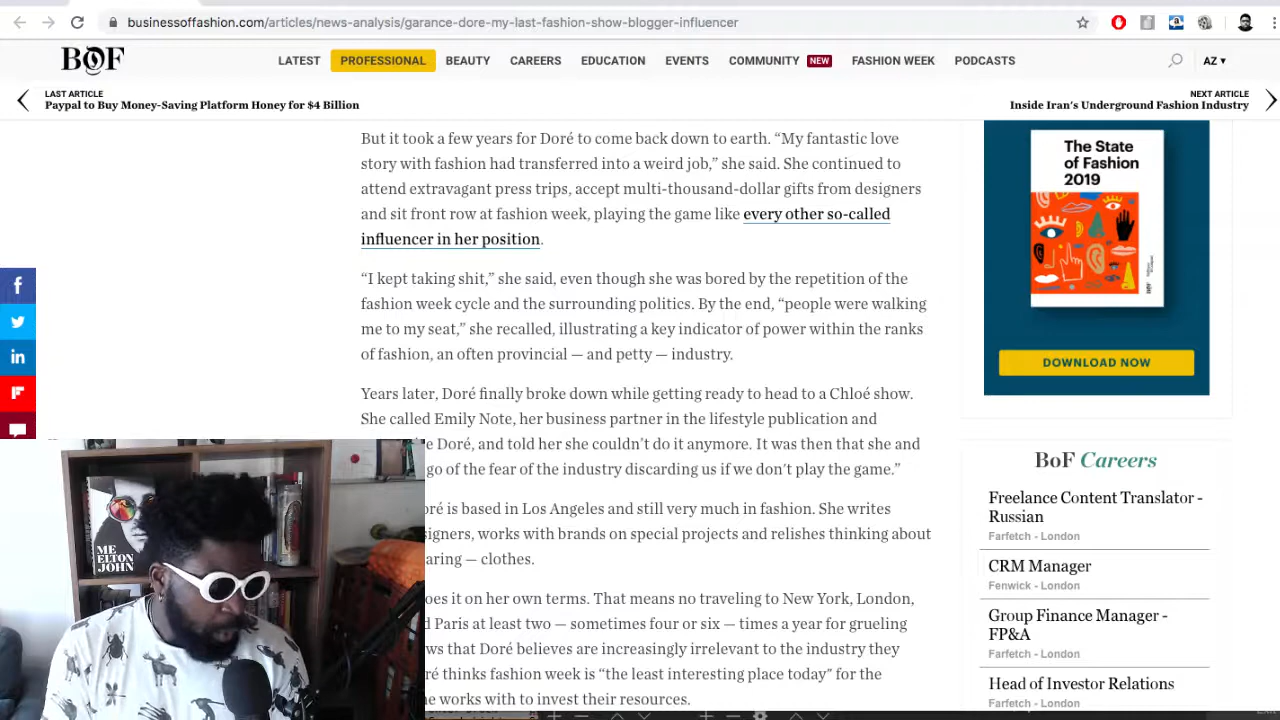 businessoffashion.com/articles/news-analysis/garance-dore-my-last-fashion-show-blogger-influencer
BOF
LATEST PROFESSIONAL BEAUTY CAREERS EDUCATION EVENTS COMMUNITY NEW FASHION WEEK PODCASTS
AZ ▾
LAST ARTICLE
Paypal to Buy Money-Saving Platform Honey for $4 Billion
NEXT ARTICLE
Inside Iran's Underground Fashion Industry
But it took a few years for Doré to come back down to earth. “My fantastic love
story with fashion had transferred into a weird job,” she said. She continued to
attend extravagant press trips, accept multi-thousand-dollar gifts from designers
and sit front row at fashion week, playing the game like every other so-called
influencer in her position.
“I kept taking shit,” she said, even though she was bored by the repetition of the
fashion week cycle and the surrounding politics. By the end, “people were walking
me to my seat,” she recalled, illustrating a key indicator of power within the ranks
of fashion, an often provincial — and petty — industry.
Years later, Doré finally broke down while getting ready to head to a Chloé show.
She called Emily Note, her business partner in the lifestyle publication and
Doré, and told her she couldn't do it anymore. It was then that she and
go of the fear of the industry discarding us if we don't play the game.”
is based in Los Angeles and still very much in fashion. She writes
works with brands on special projects and relishes thinking about
— clothes.
it on her own terms. That means no traveling to New York, London,
Paris at least two — sometimes four or six — times a year for grueling
that Doré believes are increasingly irrelevant to the industry they
thinks fashion week is “the least interesting place today” for the
works with to invest their resources.
The State
of Fashion
2019
DOWNLOAD NOW
BoF Careers
Freelance Content Translator -
Russian
Farfetch - London
CRM Manager
Fenwick - London
Group Finance Manager -
FP&A
Farfetch - London
Head of Investor Relations
Farfetch - London
f
in
ME
ELTON
JOHN